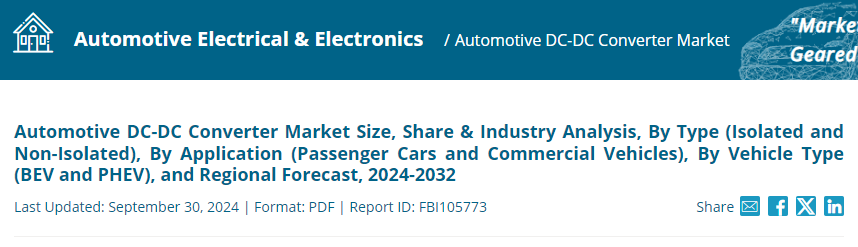 Automotive Electrical & Electronics / Automotive DC-DC Converter Market
"Marke
Geared
Automotive DC-DC Converter Market Size, Share & Industry Analysis, By Type (Isolated and
Non-Isolated), By Application (Passenger Cars and Commercial Vehicles), By Vehicle Type
(BEV and PHEV), and Regional Forecast, 2024-2032
Last Updated: September 30, 2024 | Format: PDF | Report ID: FBI105773
Share